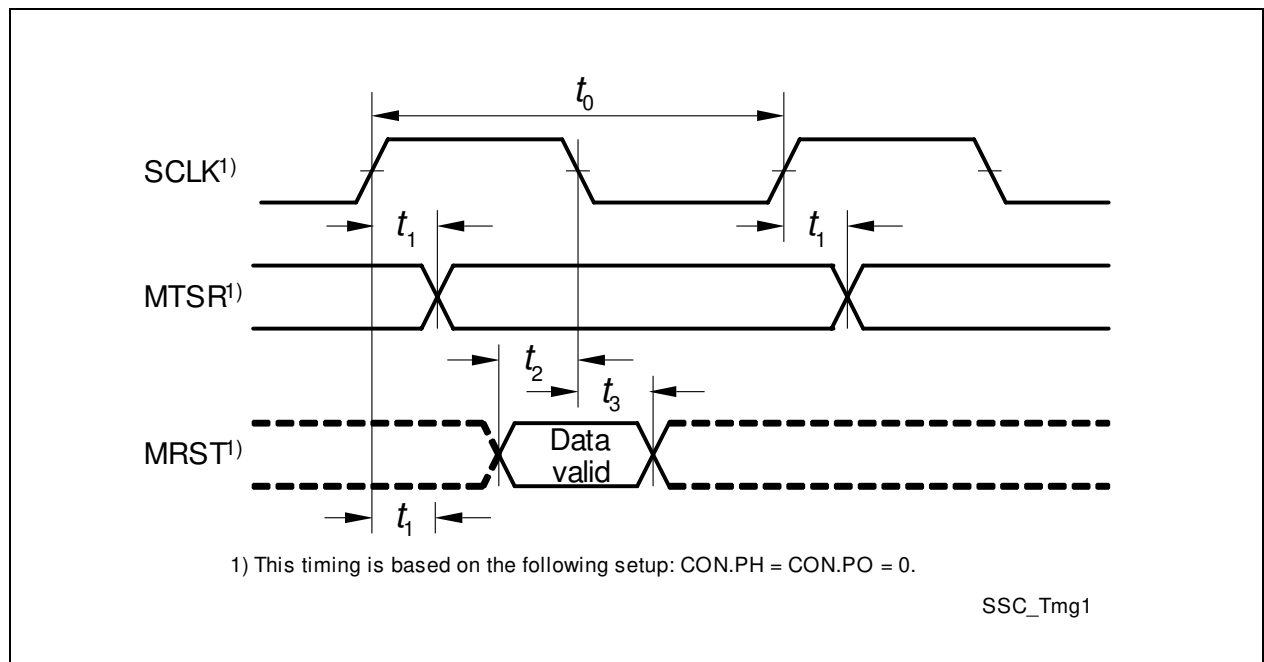 t0
SCLK1)
t1
t1
MTSR1)
t2
t3
MRST1)
Data
valid
t1
1) This timing is based on the following setup: CON.PH = CON.PO = 0.
SSC_Tmg1